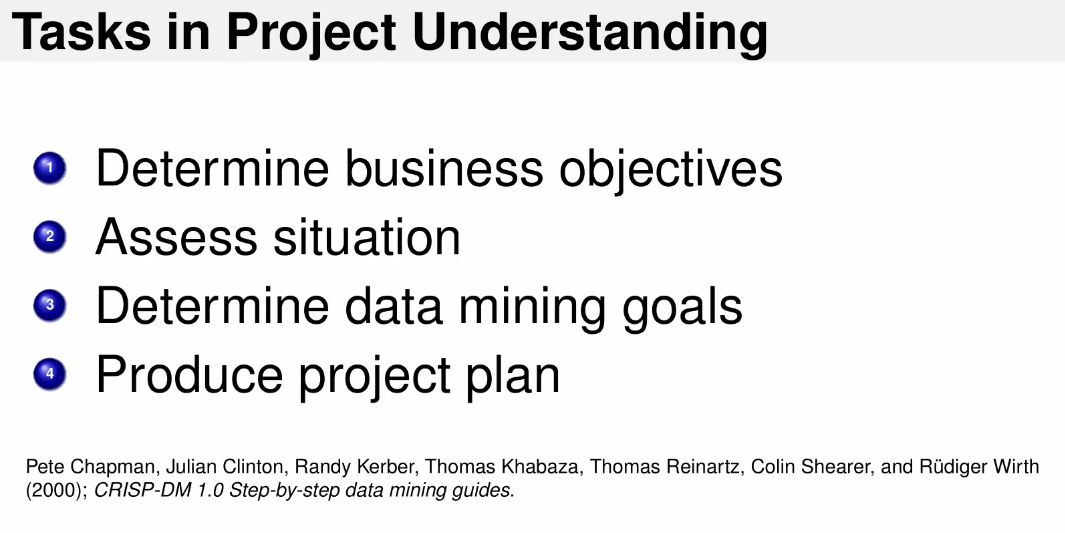 Tasks in Project Understanding
1 Determine business objectives
2 Assess situation
3 Determine data mining goals
4 Produce project plan
Pete Chapman, Julian Clinton, Randy Kerber, Thomas Khabaza, Thomas Reinartz, Colin Shearer, and Rüdiger Wirth
(2000); CRISP-DM 1.0 Step-by-step data mining guides.